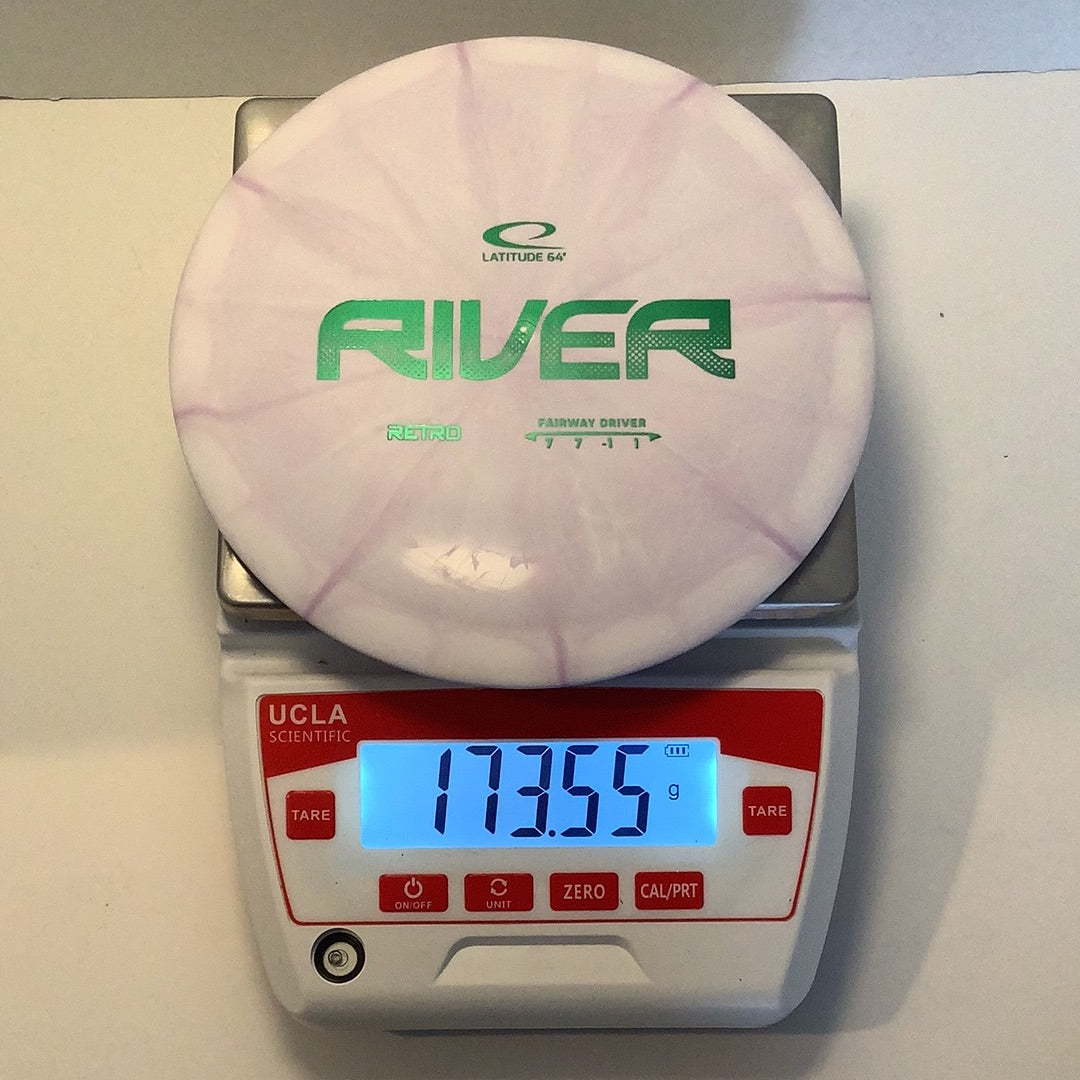 LATITUDE 64°
RIVER
RETRO
FAIRWAY DRIVER
7 7 -1 1
UCLA
SCIENTIFIC
173.55 g
TARE
TARE
ON/OFF
UNIT
ZERO
CAL/PRT